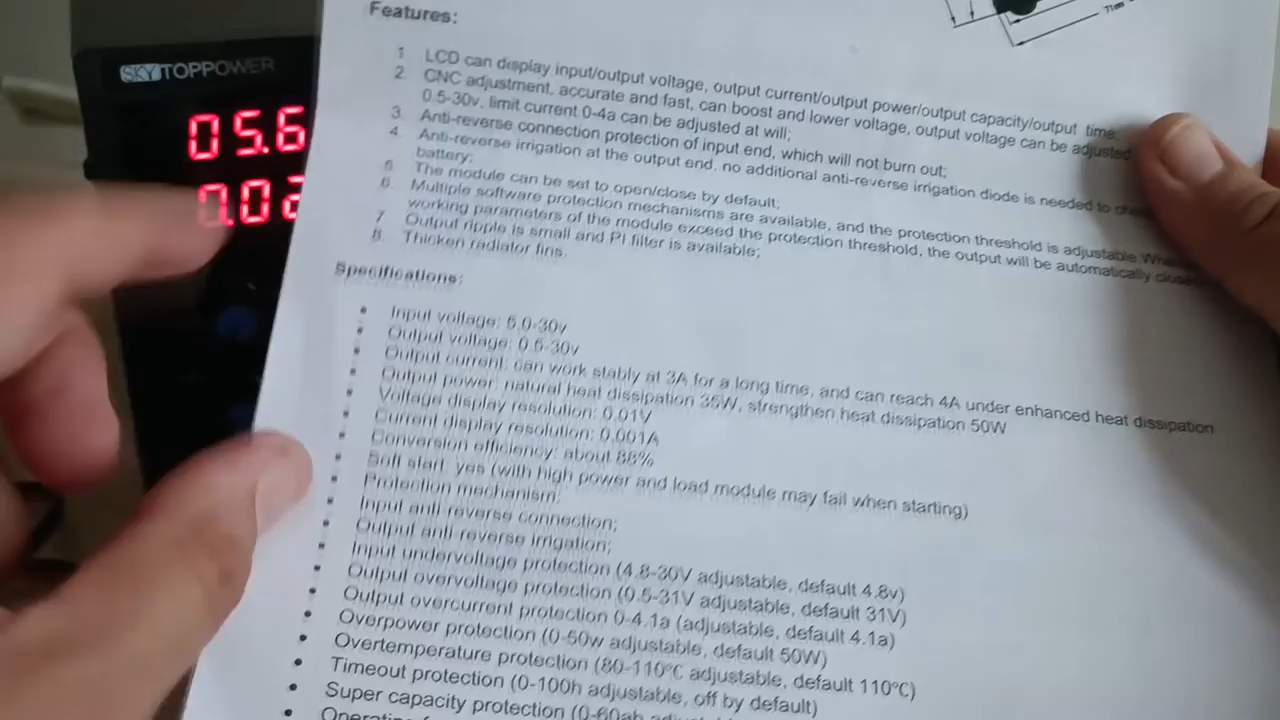 SKYTOPPOWER
05.6
7.02
71mm
Features:
1. LCD can display input/output voltage, output current/output power/output capacity/output time;
2. CNC adjustment, accurate and fast, can boost and lower voltage, output voltage can be adjusted
0.5-30v, limit current 0-4a can be adjusted at will;
3. Anti-reverse connection protection of input end, which will not burn out;
4. Anti-reverse irrigation at the output end, no additional anti-reverse irrigation diode is needed to
battery;
5. The module can be set to open/close by default;
6. Multiple software protection mechanisms are available, and the protection threshold is adjustable
working parameters of the module exceed the protection threshold, the output will be automatically
7. Output ripple is small and PI filter is available;
8. Thicken radiator fins.
Specifications:
• Input voltage: 5.0-30v
• Output voltage: 0.5-30v
• Output current: can work stably at 3A for a long time, and can reach 4A under enhanced heat dissipation
• Output power: natural heat dissipation 35W, strengthen heat dissipation 50W
• Voltage display resolution: 0.01V
• Current display resolution: 0.001A
• Conversion efficiency: about 88%
• Soft start: yes (with high power and load module may fail when starting)
• Protection mechanism:
• Input anti-reverse connection;
• Output anti-reverse irrigation;
• Input undervoltage protection (4.8-30V adjustable, default 4.8v)
• Output overvoltage protection (0.5-31V adjustable, default 31V)
• Output overcurrent protection 0-4.1a (adjustable, default 4.1a)
• Overpower protection (0-50w adjustable, default 50W)
• Overtemperature protection (80-110℃ adjustable, default 110℃)
• Timeout protection (0-100h adjustable, off by default)
• Super capacity protection (0-60ah
•